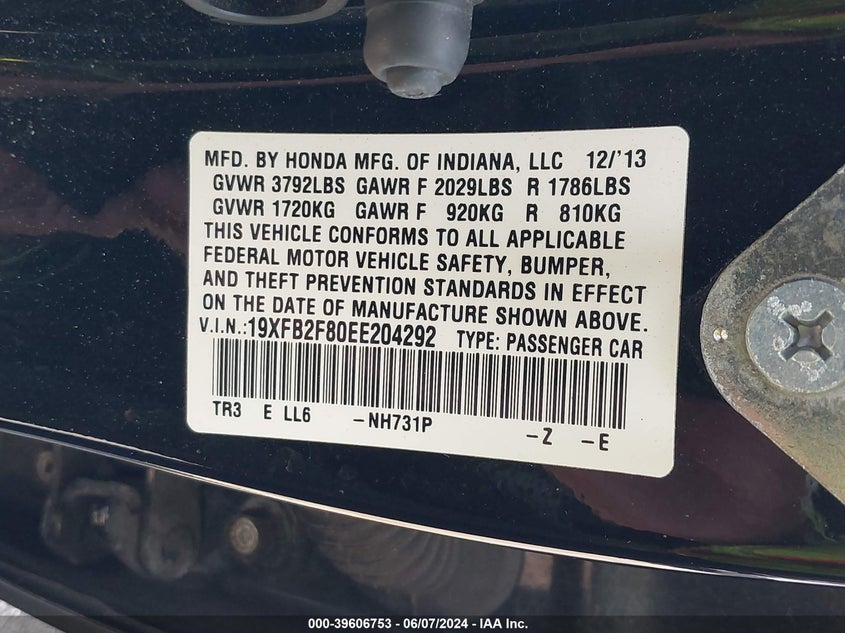 MFD. BY HONDA MFG. OF INDIANA, LLC 12/'13
GVWR 3792LBS GAWR F 2029LBS R 1786LBS
GVWR 1720KG GAWR F 920KG R 810KG
THIS VEHICLE CONFORMS TO ALL APPLICABLE
FEDERAL MOTOR VEHICLE SAFETY, BUMPER,
AND THEFT PREVENTION STANDARDS IN EFFECT
ON THE DATE OF MANUFACTURE SHOWN ABOVE.
V.I.N.:19XFB2F80EE204292 TYPE: PASSENGER CAR
TR3 E LL6 -NH731P -Z -E
000-39606753 - 06/07/2024 - IAA Inc.